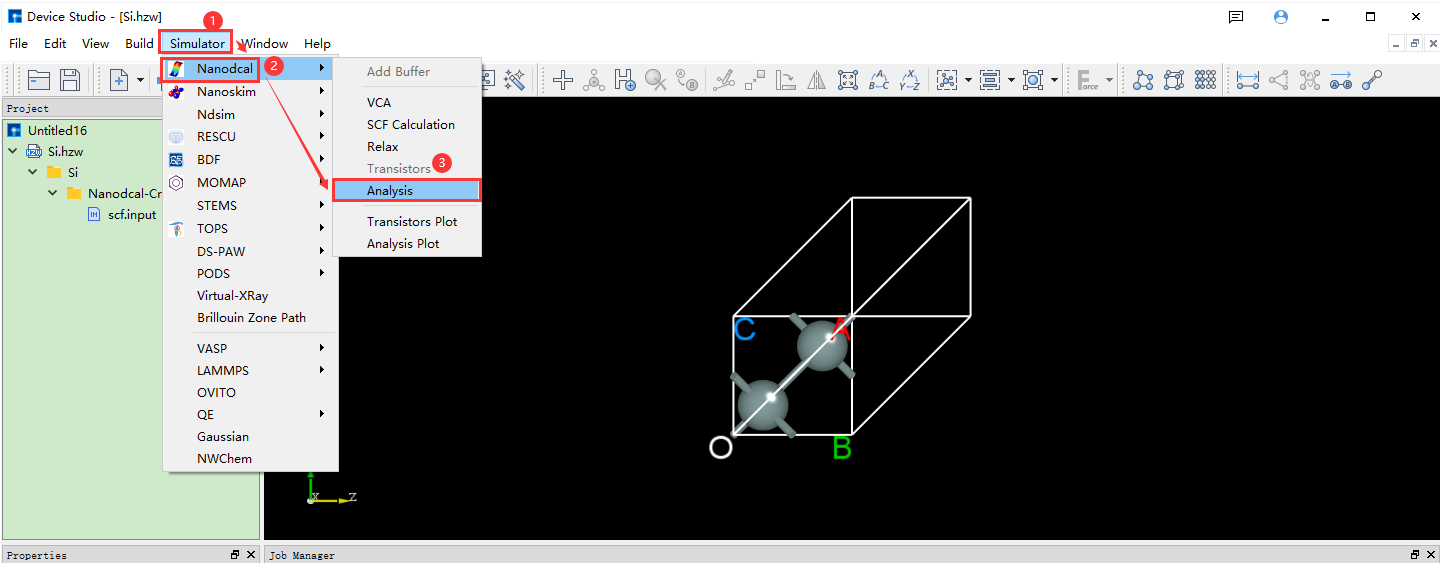 Device Studio - [Si.hzw]
1
File Edit View Build Simulator Window Help
Nanodcal
2
Nanoskim
Ndsim
RESCU
BDF
MOMAP
STEMS
TOPS
DS-PAW
PODS
Virtual-XRay
Brillouin Zone Path
VASP
LAMMPS
OVITO
QE
Gaussian
NWChem
Add Buffer
VCA
SCF Calculation
Relax
Transistors
3
Analysis
Transistors Plot
Analysis Plot
Force
Project
Untitled16
Si.hzw
Si
Nanodcal-Cr
scf.input
C
A
O
B
X
Z
Properties
Job Manager